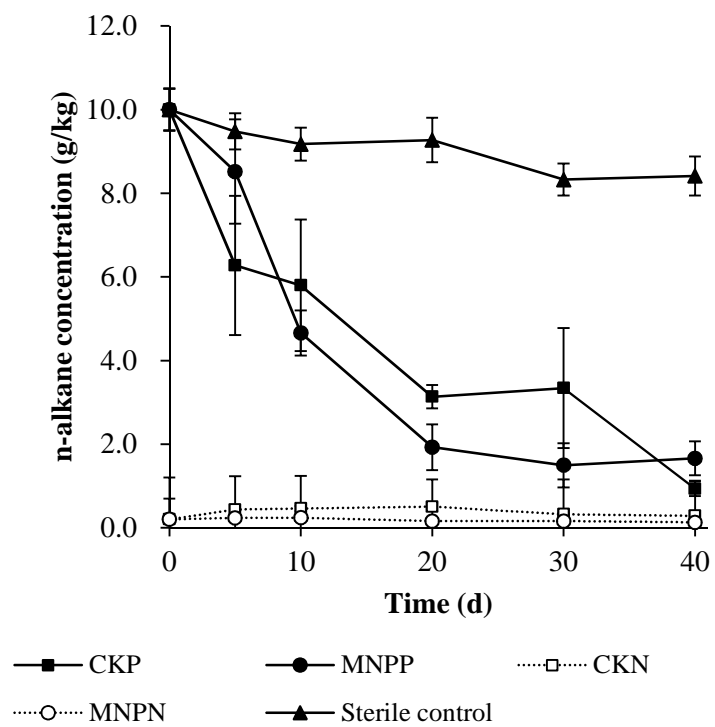 12.0
10.0
8.0
6.0
4.0
2.0
0.0
n-alkane concentration (g/kg)
0 10 20 30 40
Time (d)
CKP MNPP CKN
MNPN Sterile control